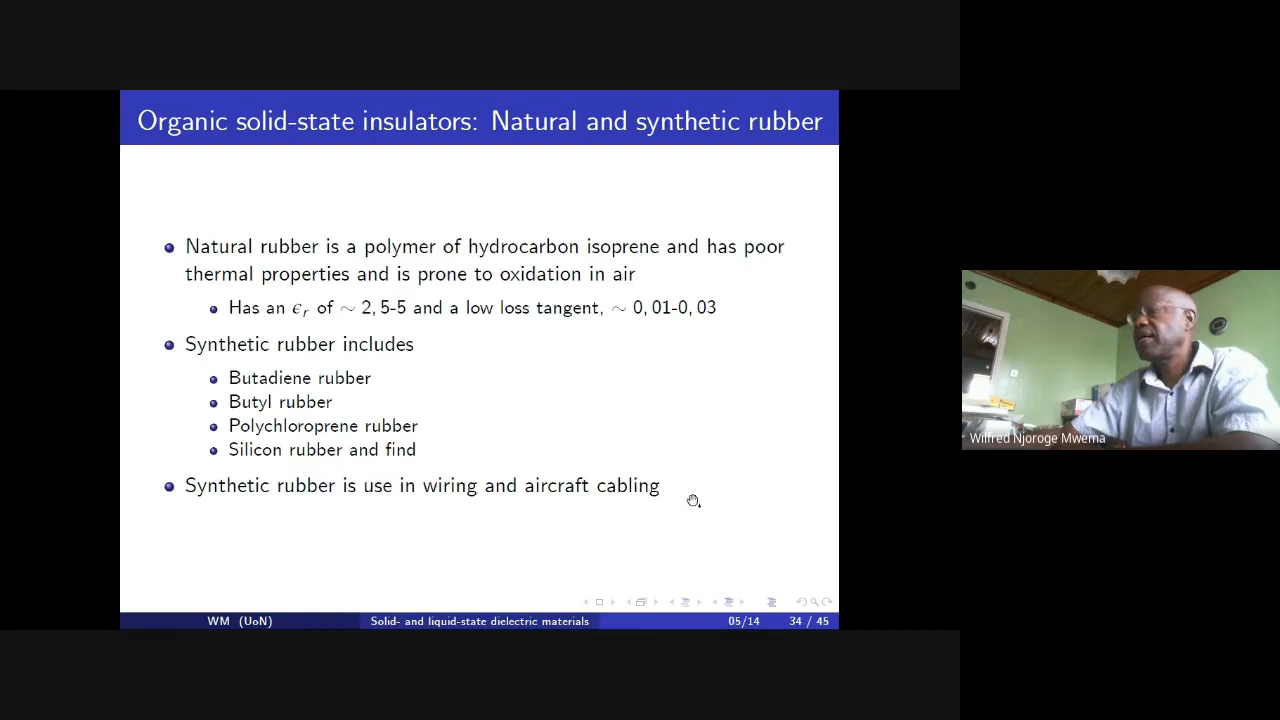 Organic solid-state insulators: Natural and synthetic rubber
Natural rubber is a polymer of hydrocarbon isoprene and has poor
thermal properties and is prone to oxidation in air
Has an ϵr of ∼ 2, 5-5 and a low loss tangent, ∼ 0, 01-0, 03
Synthetic rubber includes
Butadiene rubber
Butyl rubber
Polychloroprene rubber
Silicon rubber and find
Synthetic rubber is use in wiring and aircraft cabling
WM (UoN) Solid- and liquid-state dielectric materials 05/14 34 / 45
Wilfred Njoroge Mwema